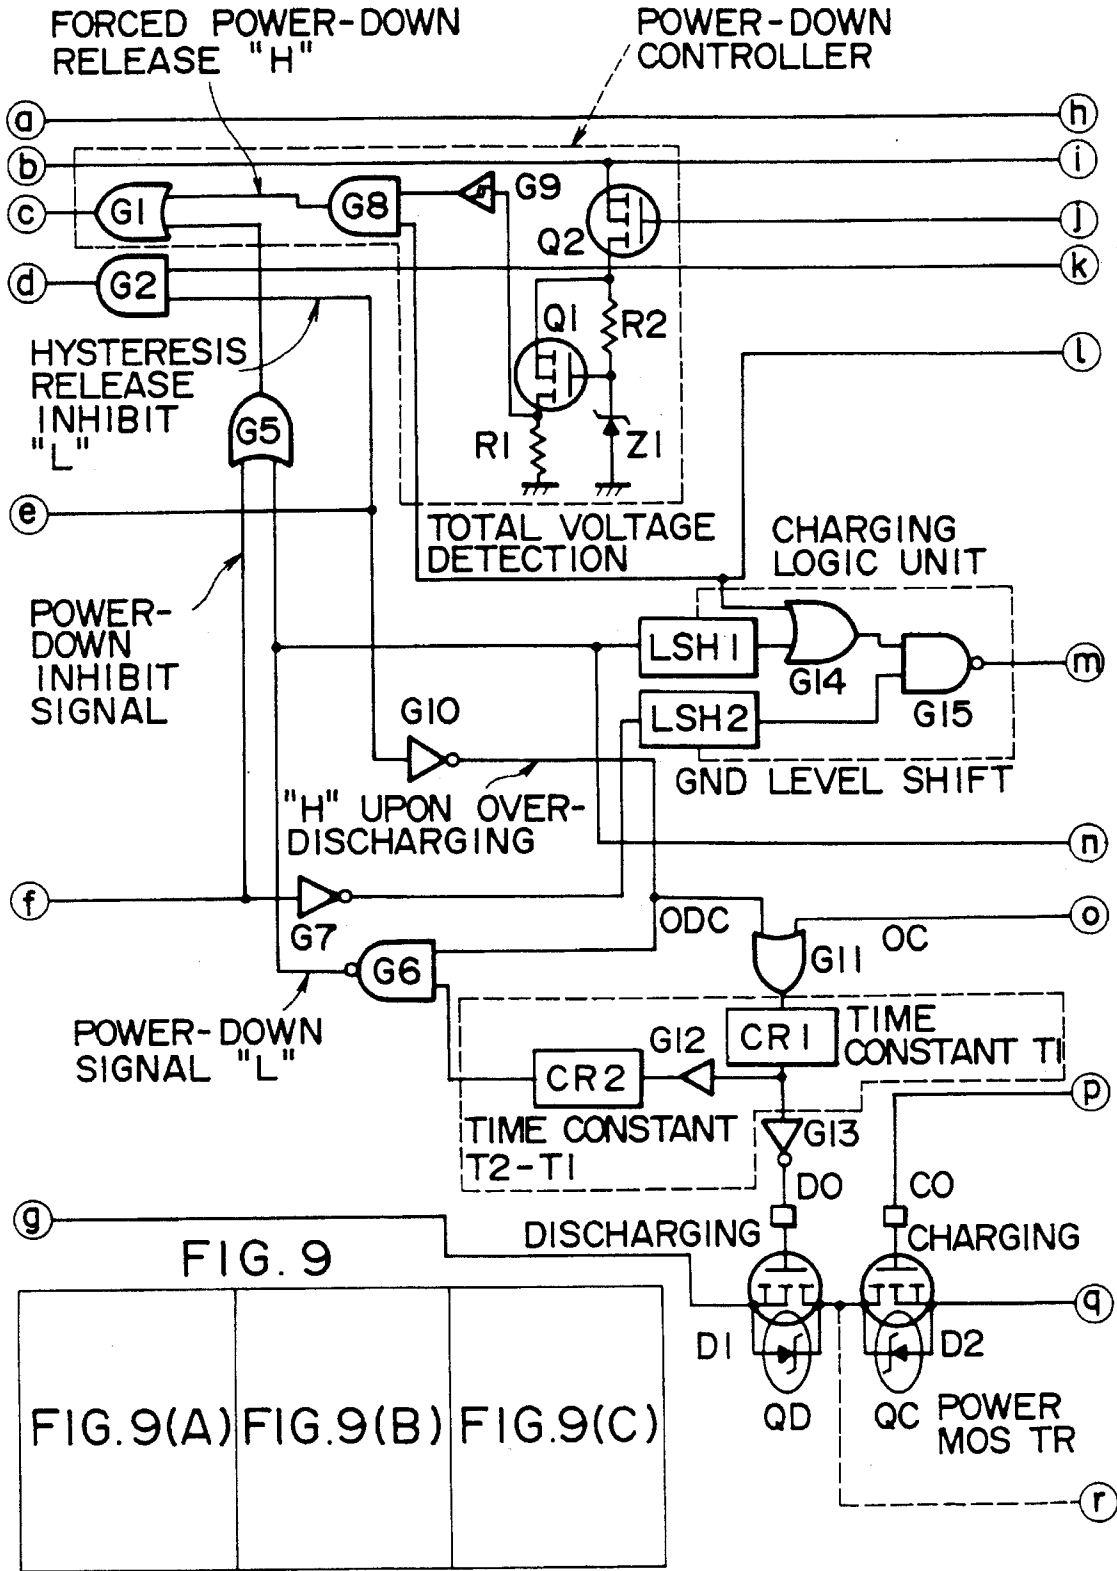 FORCED POWER-DOWN
RELEASE "H"
POWER-DOWN
CONTROLLER
a
h
b
i
G9
c
G1
G8
j
Q2
k
d
G2
Q1
R2
l
HYSTERESIS
RELEASE
INHIBIT
"L"
G5
R1
Z1
e
TOTAL VOLTAGE
DETECTION
CHARGING
LOGIC UNIT
POWER-
DOWN
INHIBIT
SIGNAL
LSH1
G14
m
G15
G10
LSH2
GND LEVEL SHIFT
"H" UPON OVER-
DISCHARGING
n
f
G7
ODC
OC
o
G11
G6
POWER-DOWN
SIGNAL "L"
CR1
TIME
CONSTANT T1
G12
CR2
p
TIME CONSTANT
T2-T1
G13
DO
CO
g
DISCHARGING
CHARGING
FIG. 9
q
D1
D2
QD
QC
POWER
MOS TR
FIG.9(A)
FIG.9(B)
FIG.9(C)
r